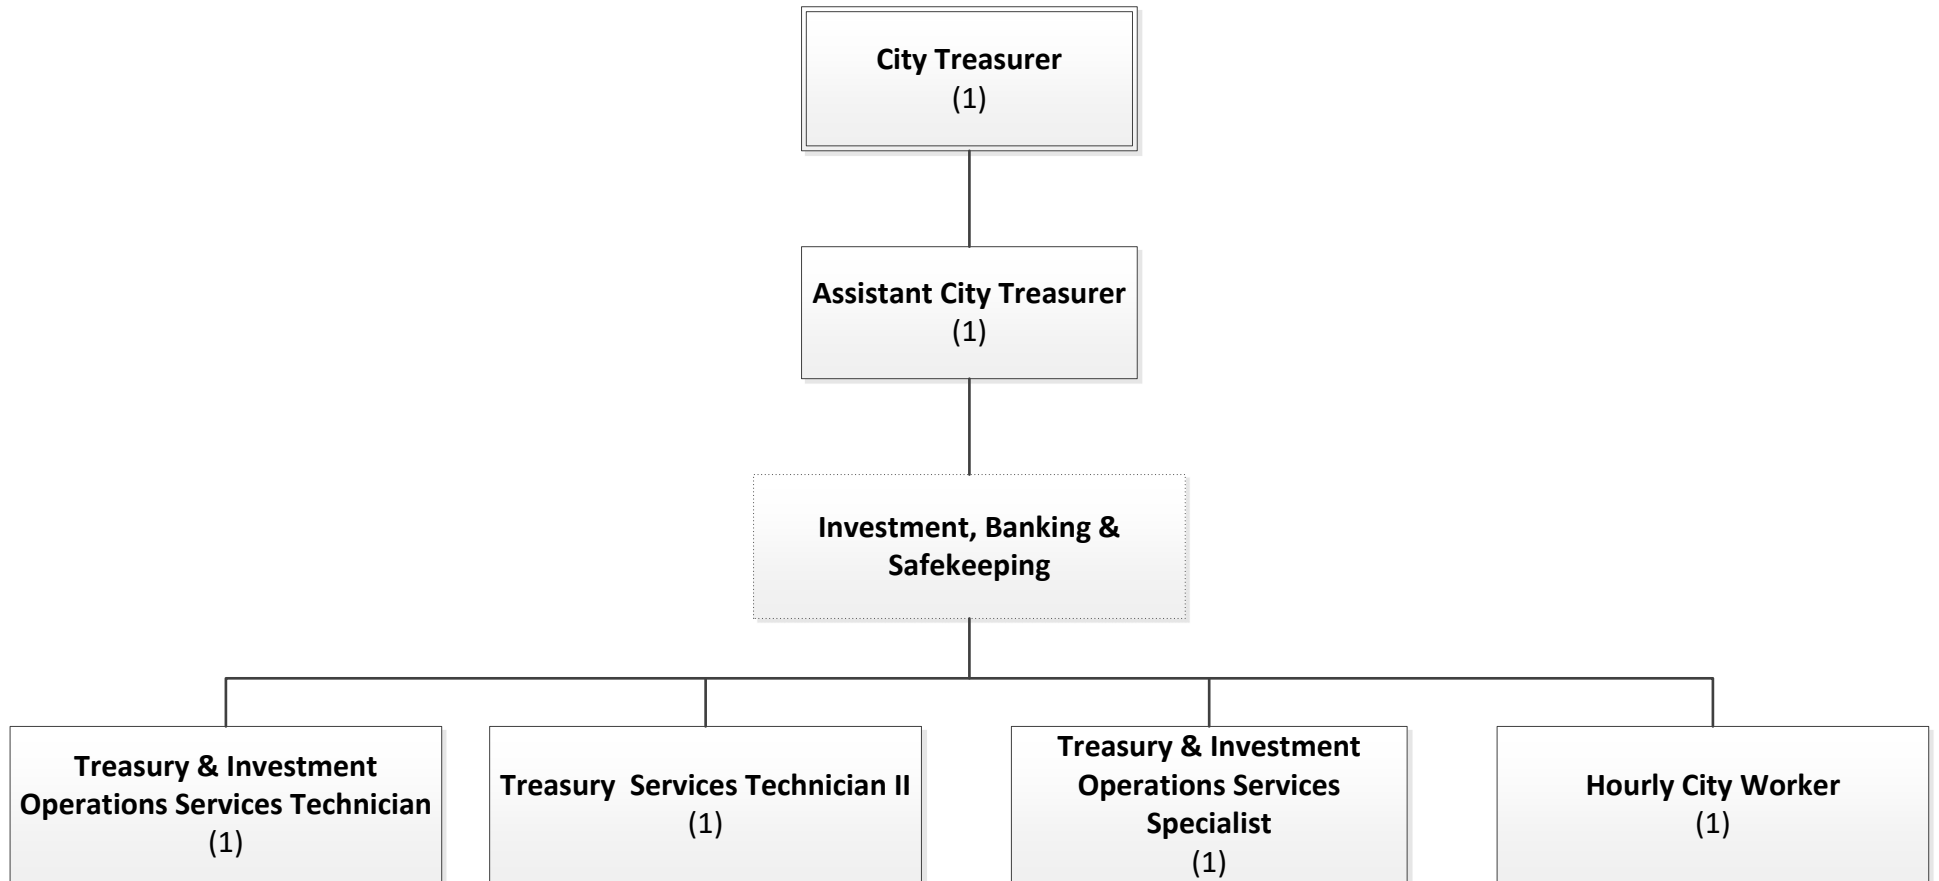 City Treasurer
(1)
Assistant City Treasurer
(1)
Investment, Banking &
Safekeeping
Treasury & Investment
Operations Services Technician
(1)
Treasury  Services Technician II
(1)
Treasury & Investment
Operations Services
Specialist
(1)
Hourly City Worker
(1)